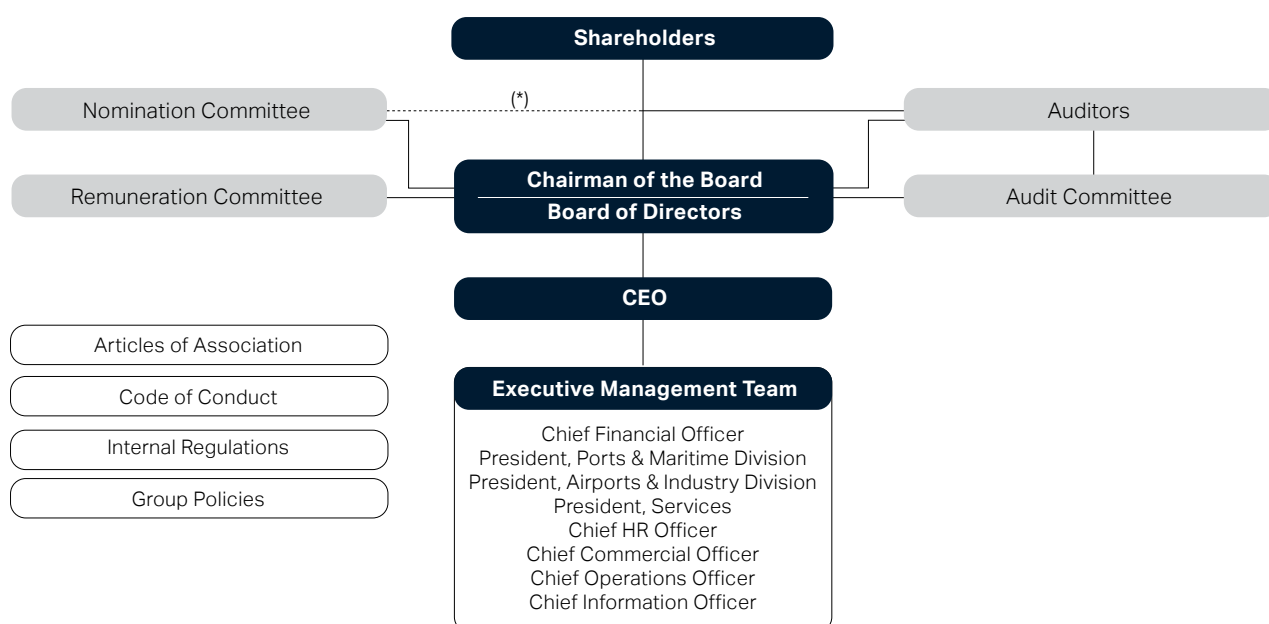 Shareholders
(*)
Nomination Committee
Auditors
Chairman of the Board
Remuneration Committee
Audit Committee
Board of Directors
CEO
Articles of Association
Code of Conduct
Internal Regulations
Group Policies
Executive Management Team
Chief Financial Officer
President, Ports & Maritime Division
President, Airports & Industry Division
President, Services
Chief HR Officer
Chief Commercial Officer
Chief Operations Officer
Chief Information Officer